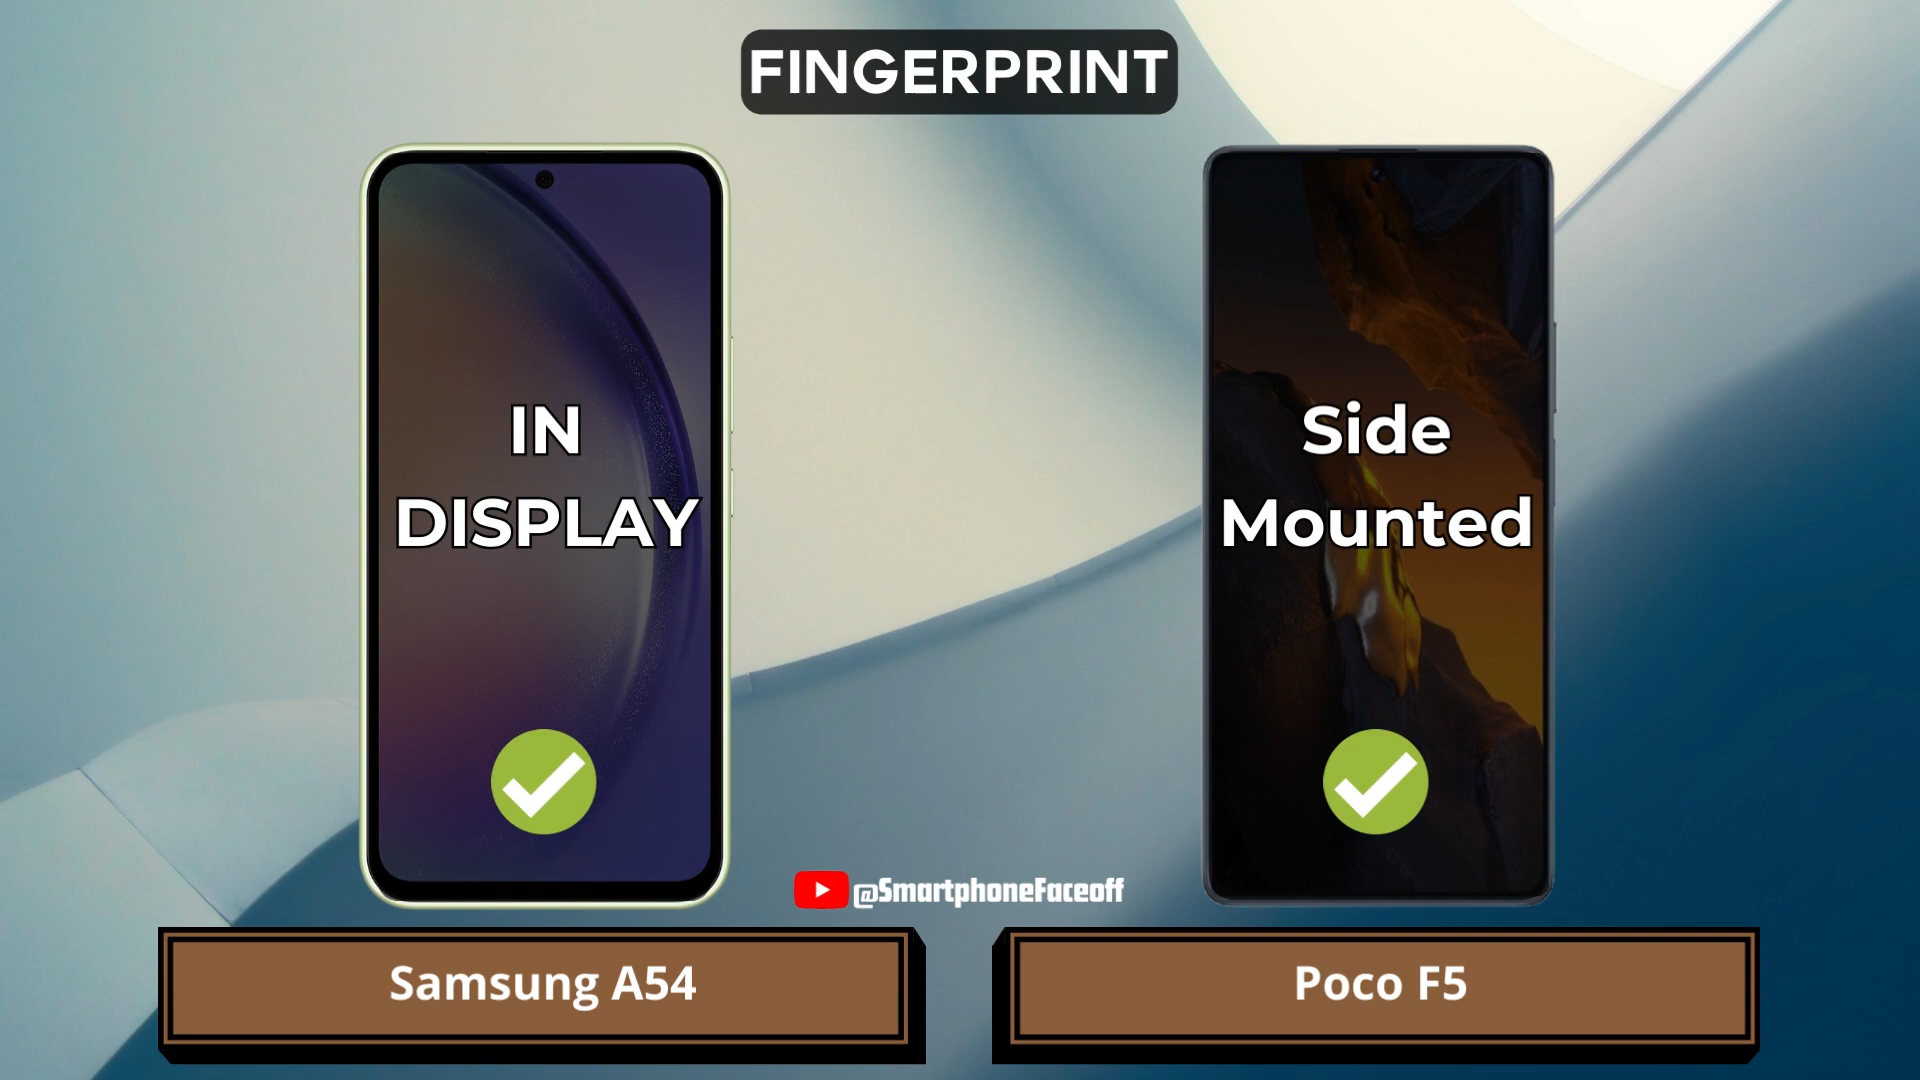 FINGERPRINT
IN
DISPLAY
Side
Mounted
@SmartphoneFaceoff
Samsung A54
Poco F5